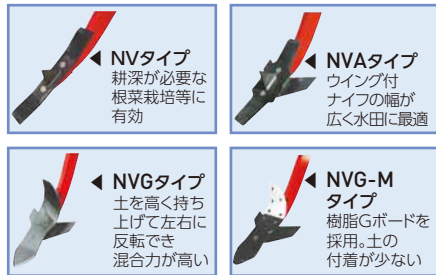 ◀ NVタイプ
耕深が必要な
根菜栽培等に
有効
◀ NVAタイプ
ウイング付
ナイフの幅が
広く水田に最適
◀ NVGタイプ
土を高く持ち
上げて左右に
反転でき
混合力が高い
◀ NVG-M
タイプ
樹脂Gボードを
採用。土の
付着が少ない